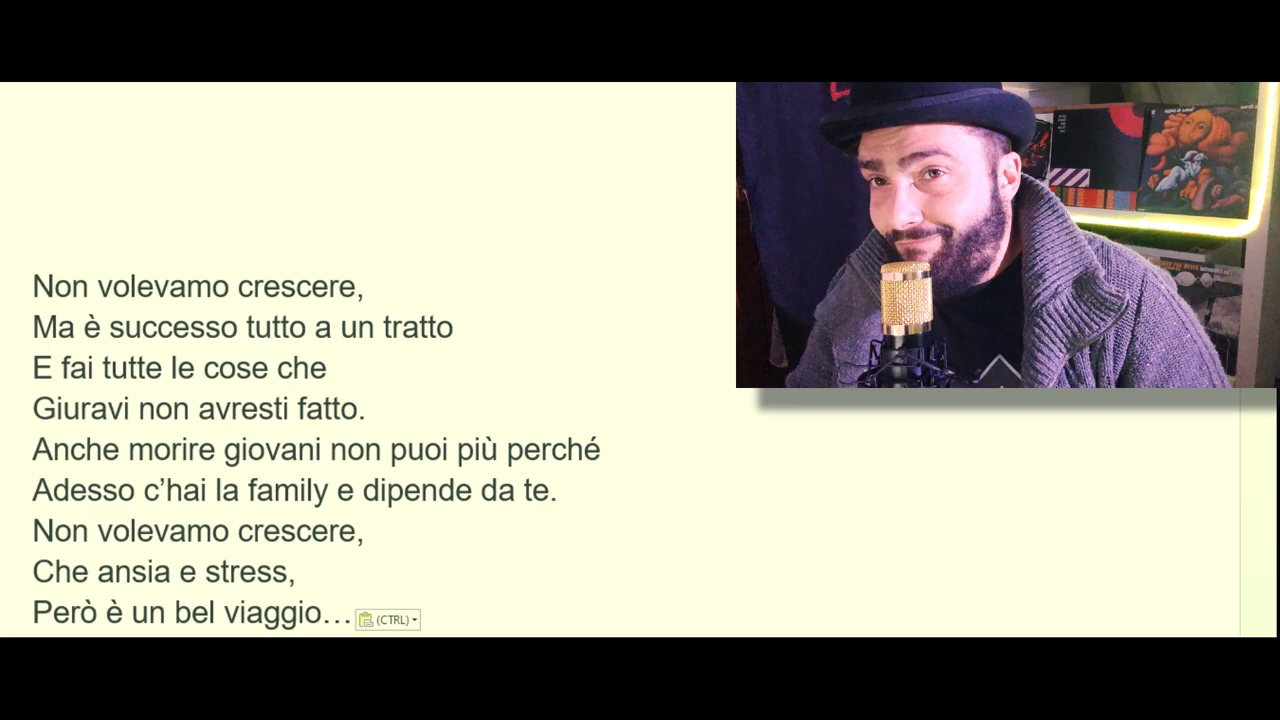 Non volevamo crescere,
Ma è successo tutto a un tratto
E fai tutte le cose che
Giuravi non avresti fatto.
Anche morire giovani non puoi più perché
Adesso c’hai la family e dipende da te.
Non volevamo crescere,
Che ansia e stress,
Però è un bel viaggio…
(CTRL)